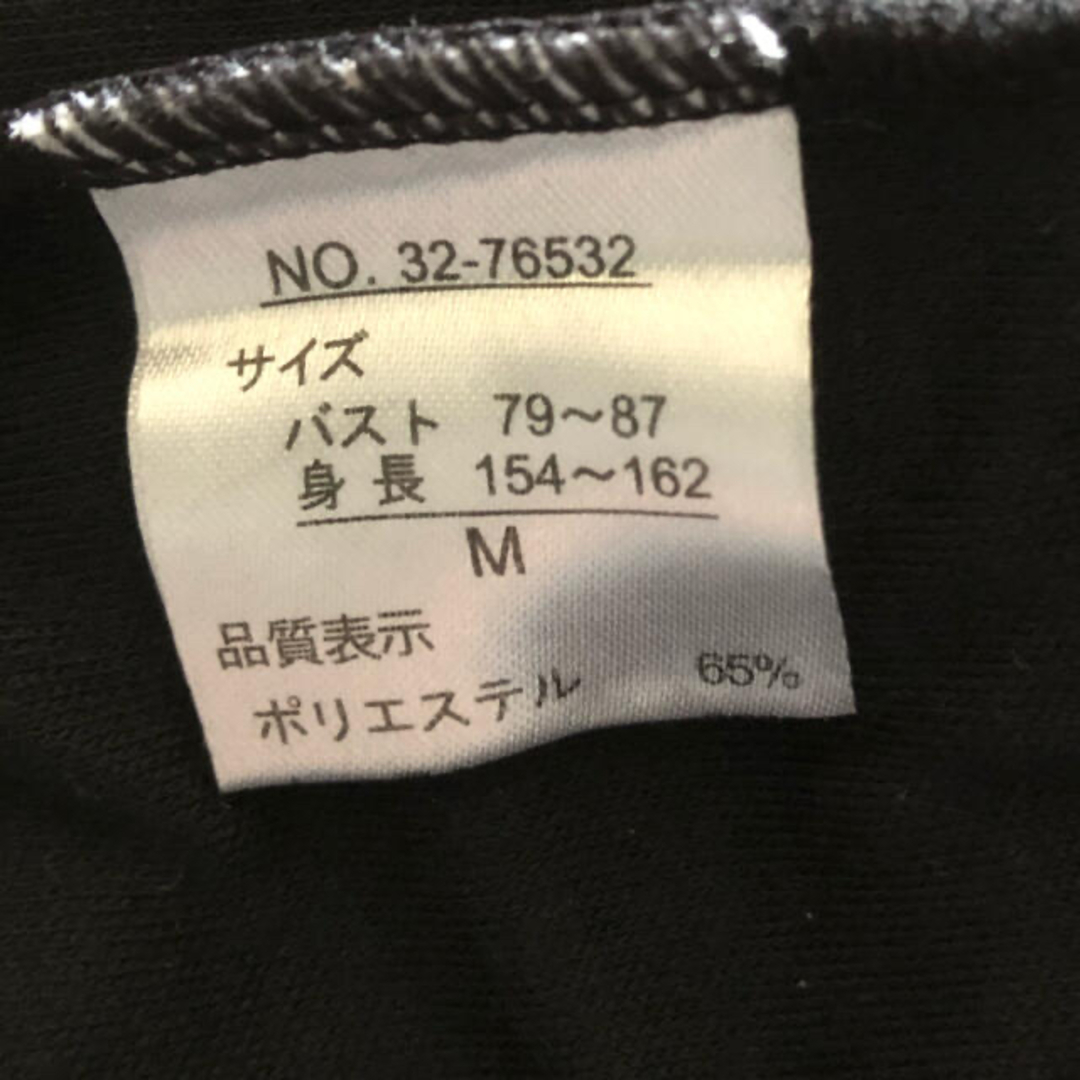 NO. 32-76532
サイズ
バスト 79～87
身長 154～162
M
品質表示
ポリエステル 65%